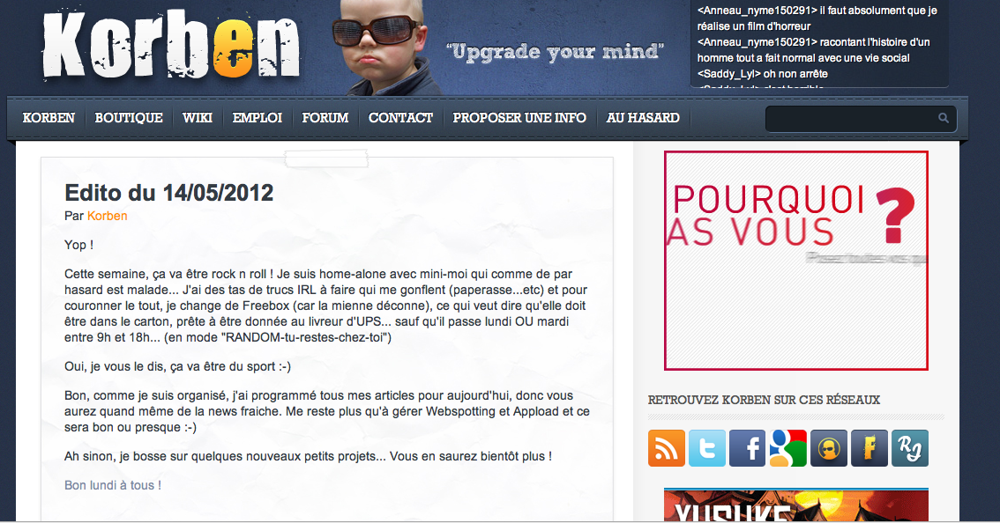 Korben
"Upgrade your mind"
<Anneau_nyme150291> il faut absolument que je
réalise un film d'horreur
<Anneau_nyme150291> racontant l'histoire d'un
homme tout a fait normal avec une vie social
<Saddy_Lyl> oh non arrête
<Saddy_Lyl> c'est horrible
KORBEN
BOUTIQUE
WIKI
EMPLOI
FORUM
CONTACT
PROPOSER UNE INFO
AU HASARD
Edito du 14/05/2012
Par Korben
Yop !
Cette semaine, ça va être rock n roll ! Je suis home-alone avec mini-moi qui comme de par
hasard est malade... J'ai des tas de trucs IRL à faire qui me gonflent (paperasse...etc) et pour
couronner le tout, je change de Freebox (car la mienne déconne), ce qui veut dire qu'elle doit
être dans le carton, prête à être donnée au livreur d'UPS... sauf qu'il passe lundi OU mardi
entre 9h et 18h... (en mode "RANDOM-tu-restes-chez-toi")
Oui, je vous le dis, ça va être du sport :-)
Bon, comme je suis organisé, j'ai programmé tous mes articles pour aujourd'hui, donc vous
aurez quand même de la news fraiche. Me reste plus qu'à gérer Webspotting et Appload et ce
sera bon ou presque :-)
Ah sinon, je bosse sur quelques nouveaux petits projets... Vous en saurez bientôt plus !
Bon lundi à tous !
POURQUOI ?
AS VOUS
RETROUVEZ KORBEN SUR CES RÉSEAUX
t
f
g
F
RJ
YUSUKE